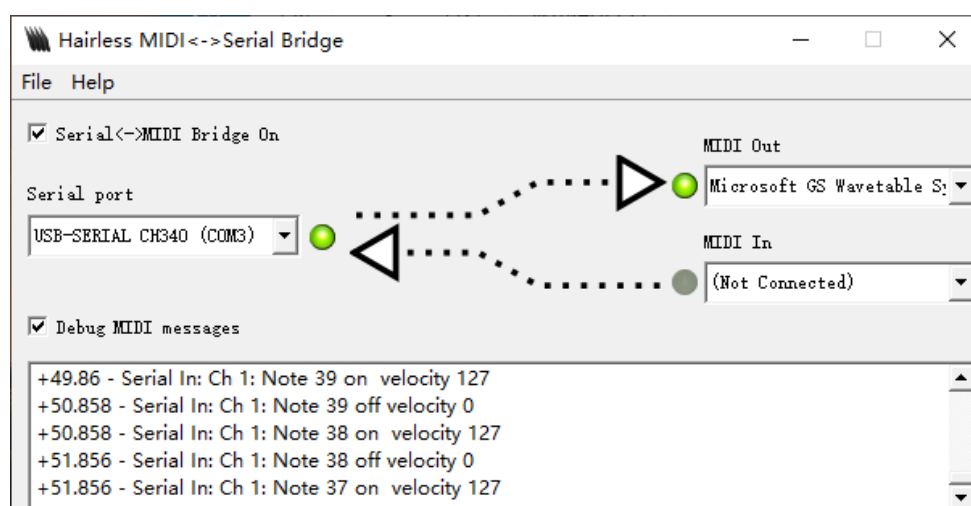 Hairless MIDI<->Serial Bridge
File Help
Serial<->MIDI Bridge On
MIDI Out
Serial port
Microsoft GS Wavetable
USB-SERIAL CH340 (COM3)
MIDI In
(Not Connected)
Debug MIDI messages
+49.86 - Serial In: Ch 1: Note 39 on  velocity 127
+50.858 - Serial In: Ch 1: Note 39 off velocity 0
+50.858 - Serial In: Ch 1: Note 38 on  velocity 127
+51.856 - Serial In: Ch 1: Note 38 off velocity 0
+51.856 - Serial In: Ch 1: Note 37 on  velocity 127